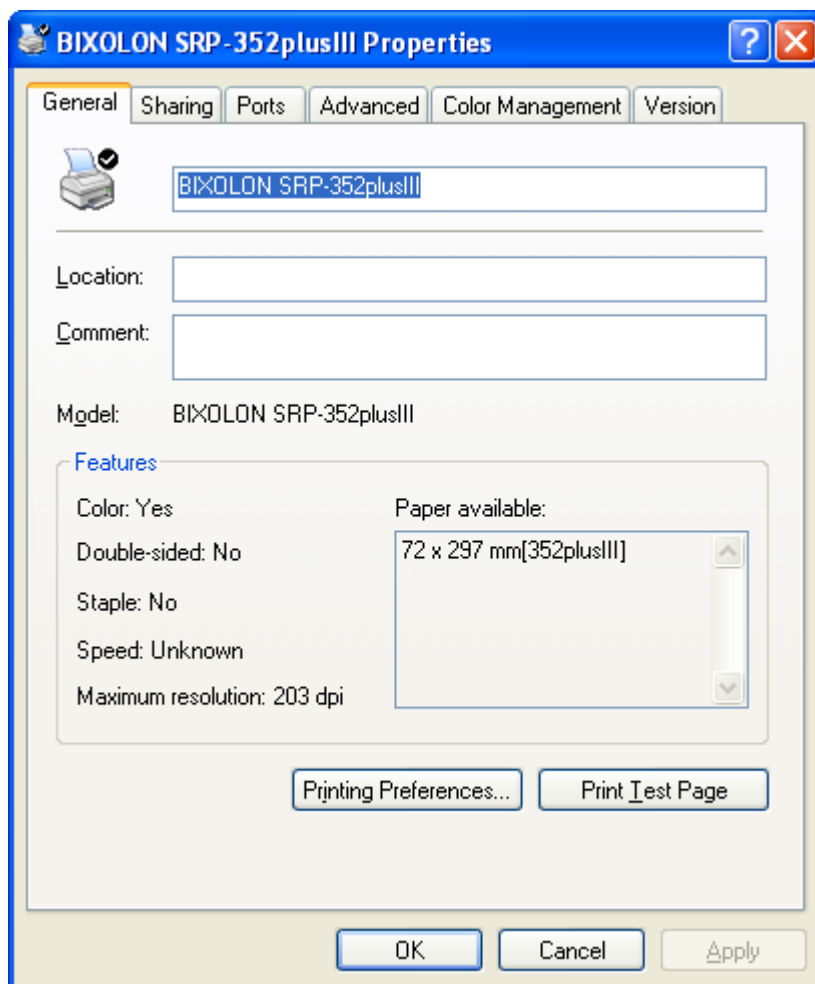 BIXOLON SRP-352plusIII Properties
General Sharing Ports Advanced Color Management Version
BIXOLON SRP-352plusIII
Location:
Comment:
Model: BIXOLON SRP-352plusIII
Features
Color: Yes
Double-sided: No
Staple: No
Speed: Unknown
Maximum resolution: 203 dpi
Paper available:
72 x 297 mm[352plusIII]
Printing Preferences... Print Test Page
OK Cancel Apply